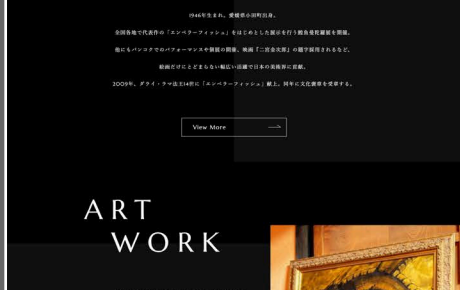 1946年生まれ。愛媛県小田町出身。
全国各地で代表作の「エンペラーフィッシュ」をはじめとした展示を行う鯉魚曼陀羅展を開催。
他にもバンコクでのパフォーマンスや個展の開催、映画『二宮金次郎』の題字採用されるなど、
絵画だけにとどまらない幅広い活躍で日本の美術界に貢献。
2009年、ダライ・ラマ法王14世に「エンペラーフィッシュ」献上。同年に文化褒章を受章する。
View More
ART
WORK